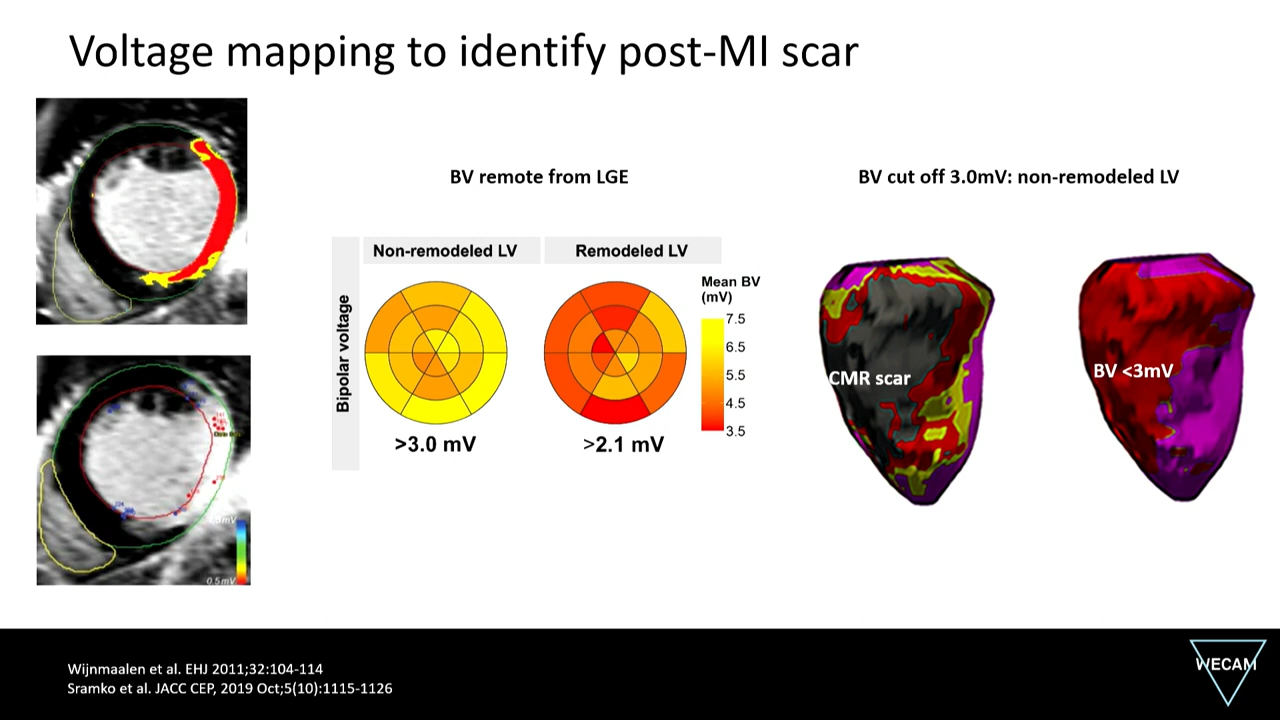 Voltage mapping to identify post-MI scar
BV remote from LGE
BV cut off 3.0mV: non-remodeled LV
Non-remodeled LV
Remodeled LV
Bipolar voltage
Mean BV
(mV)
7.5
6.5
5.5
4.5
3.5
>3.0 mV
>2.1 mV
CMR scar
BV <3mV
0.5mV
Wijnmaalen et al. EHJ 2011;32:104-114
Sramko et al. JACC CEP, 2019 Oct;5(10):1115-1126
WECAM